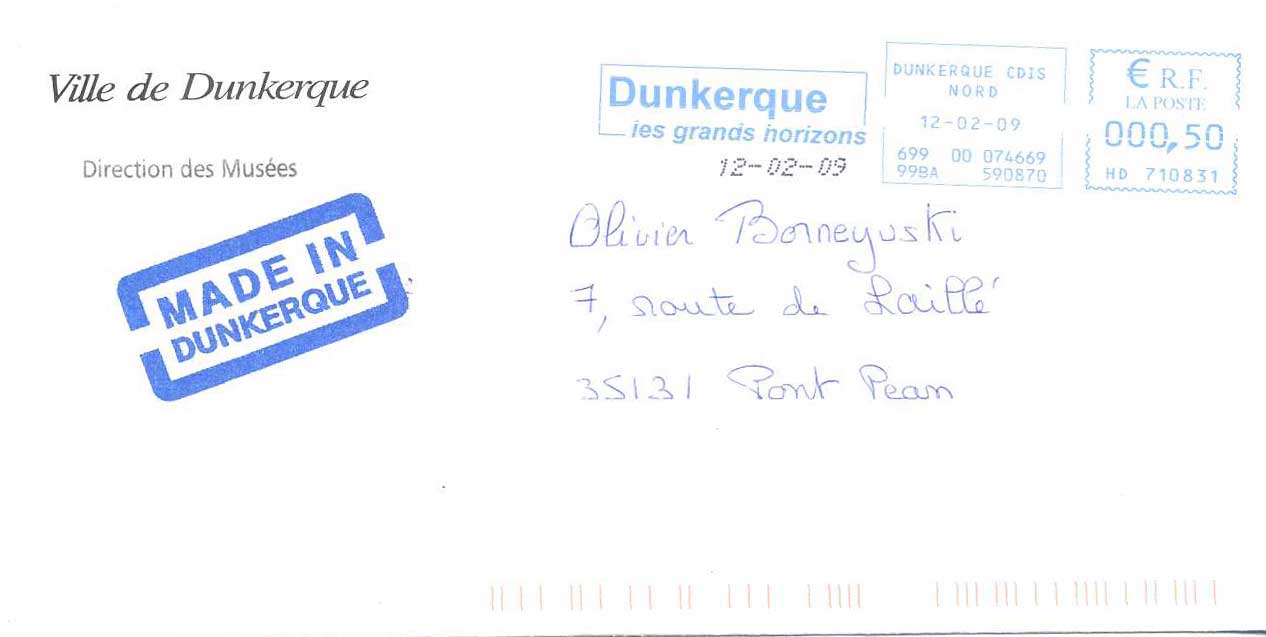 Ville de Dunkerque
Direction des Musées
MADE IN
DUNKERQUE
Dunkerque
les grands horizons
12-02-09
DUNKERQUE CDIS
NORD
12-02-09
699 00 074669
99BA 590870
€ R.F.
LA POSTE
000,50
HD 710831
Olivier Borneyuski
7, route de Laillé
35131 Pont Pean